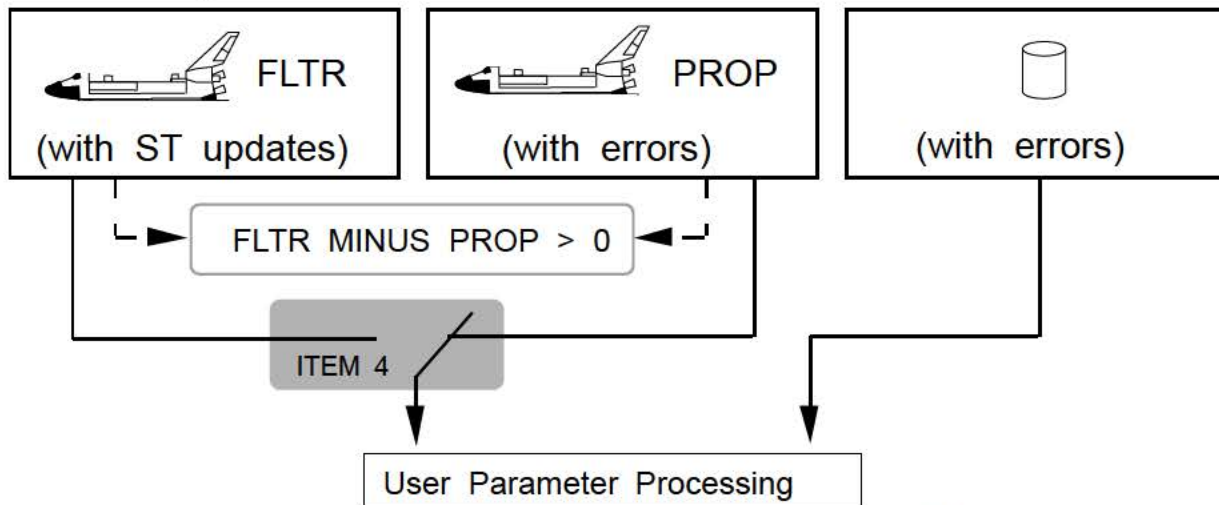 FLTR
(with ST updates)
PROP
(with errors)
(with errors)
FLTR MINUS PROP > 0
ITEM 4
User Parameter Processing